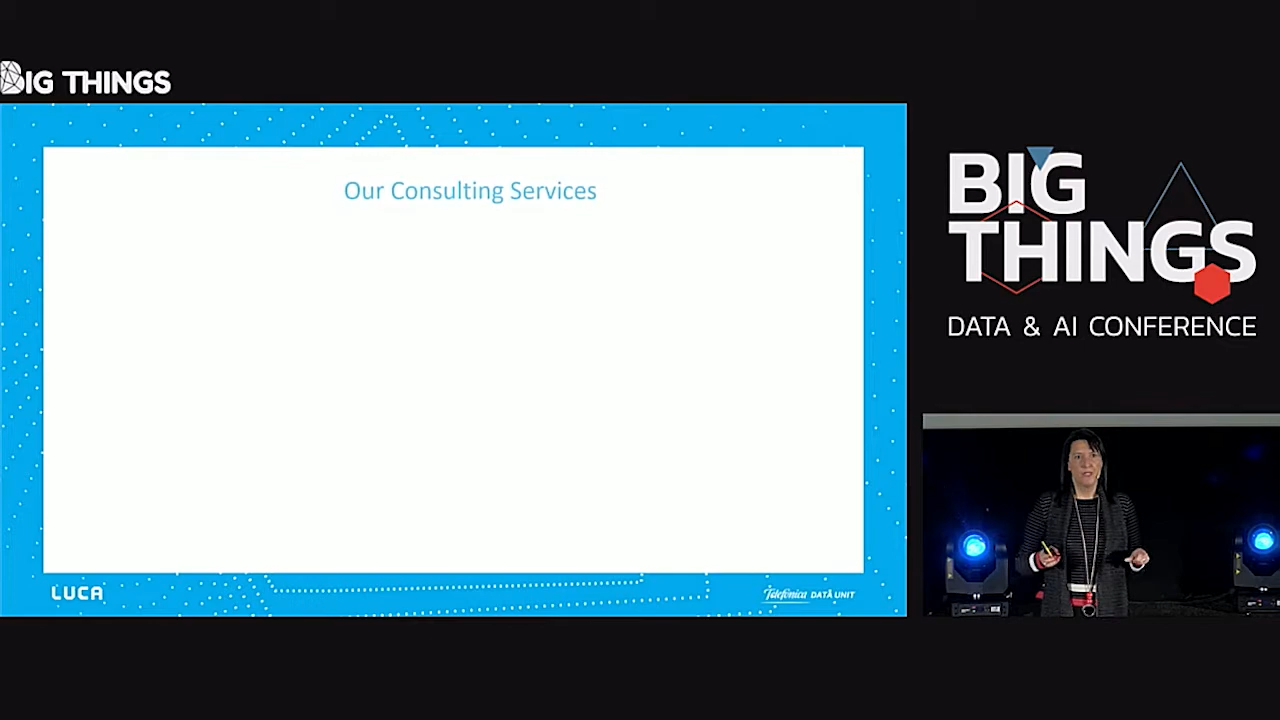 BIG THINGS
Our Consulting Services
LUCA
Telefónica DATA UNIT
BIG
THINGS
DATA & AI CONFERENCE